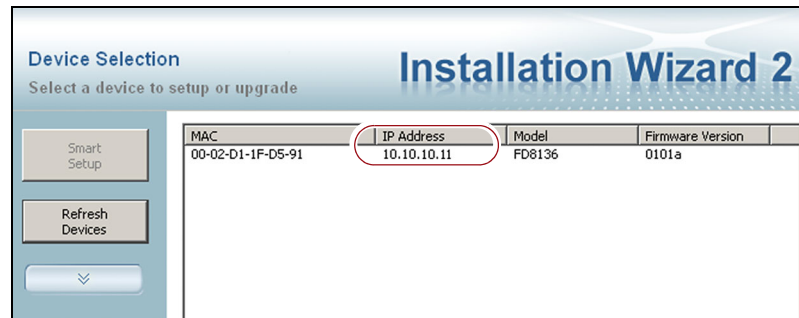 Device Selection
Select a device to setup or upgrade
Installation Wizard 2
Smart
Setup
Refresh
Devices
MAC IP Address Model Firmware Version
00-02-D1-1F-D5-91 10.10.10.11 FD8136 0101a